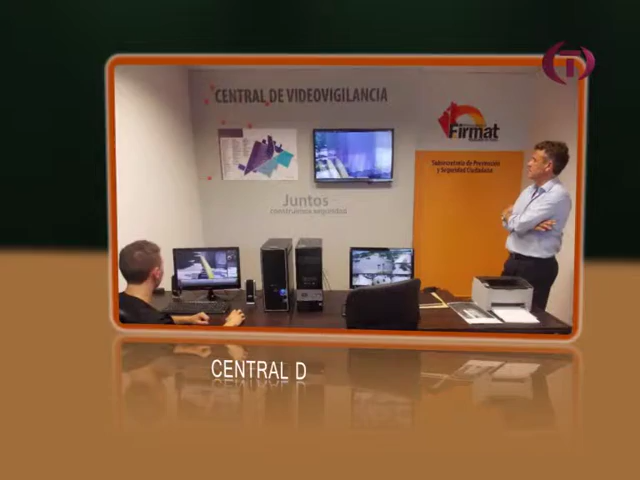 CENTRAL DE VIDEOVIGILANCIA
Firmat
Subsecretaría de Prevención
y Seguridad Ciudadana
Juntos
construimos seguridad
CENTRAL D